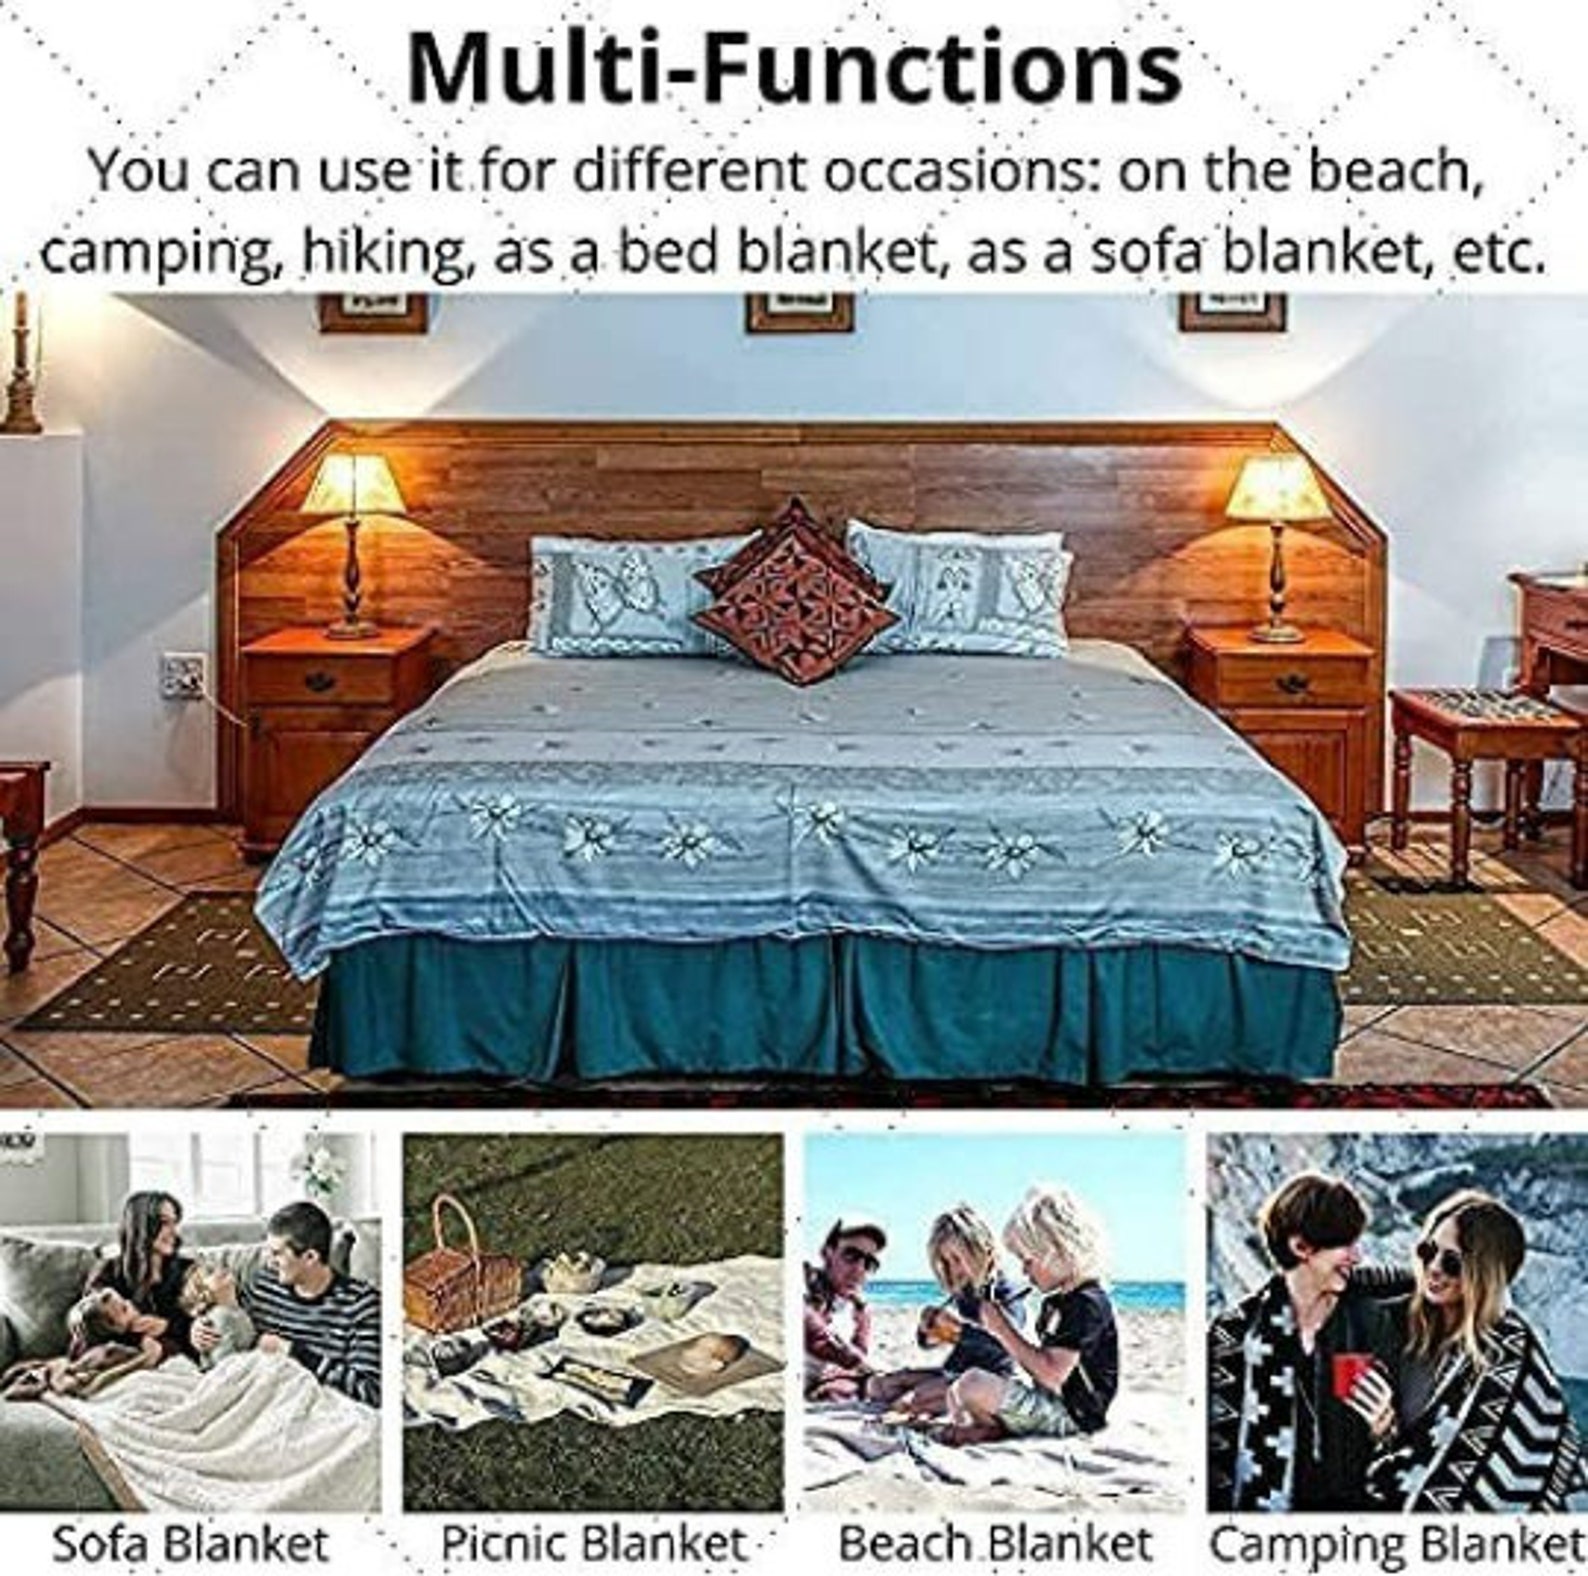 Multi-Functions
You can use it for different occasions: on the beach,
camping, hiking, as a bed blanket, as a sofa blanket, etc.
Sofa Blanket
Picnic Blanket
Beach Blanket
Camping Blanket